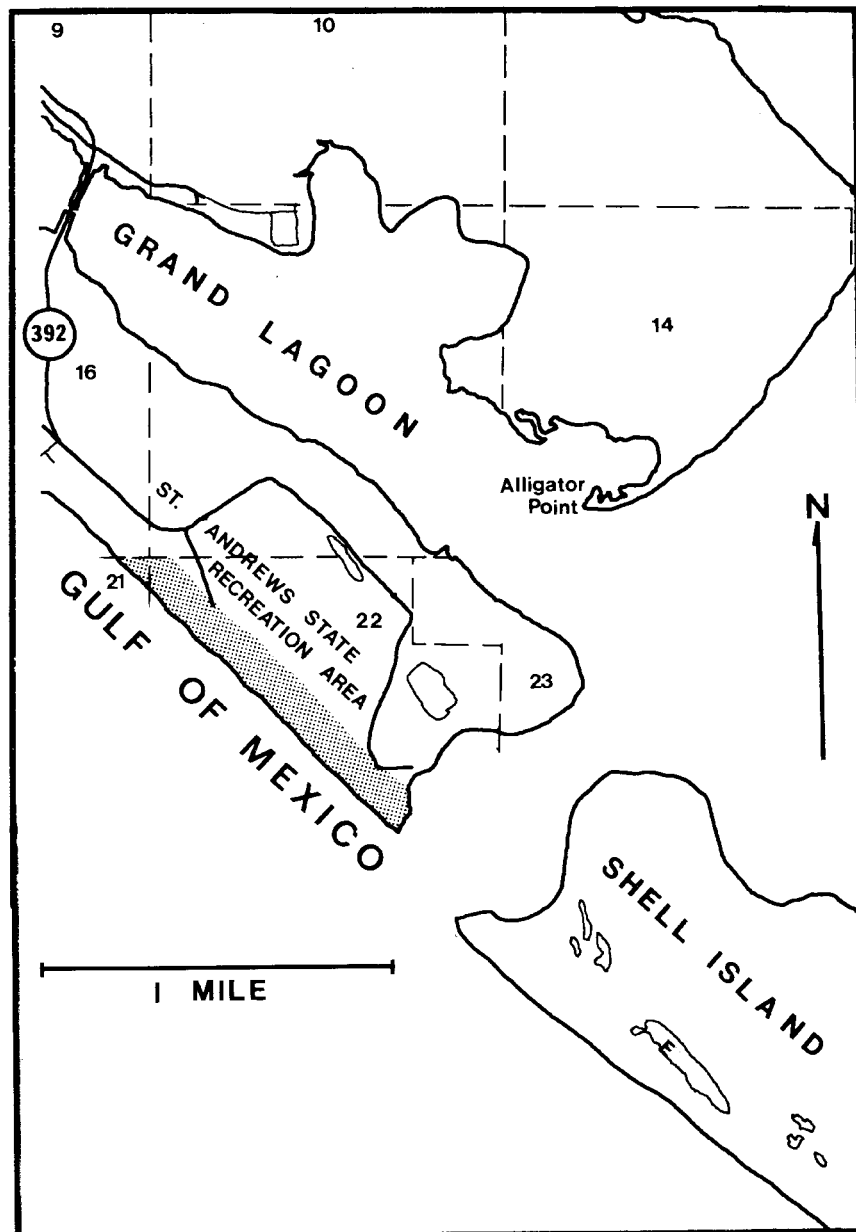 9
10
GRAND LAGOON
14
392
16
Alligator
Point
N
ST.
ANDREWS STATE
RECREATION AREA
21
22
23
GULF OF MEXICO
1 MILE
SHELL ISLAND
E